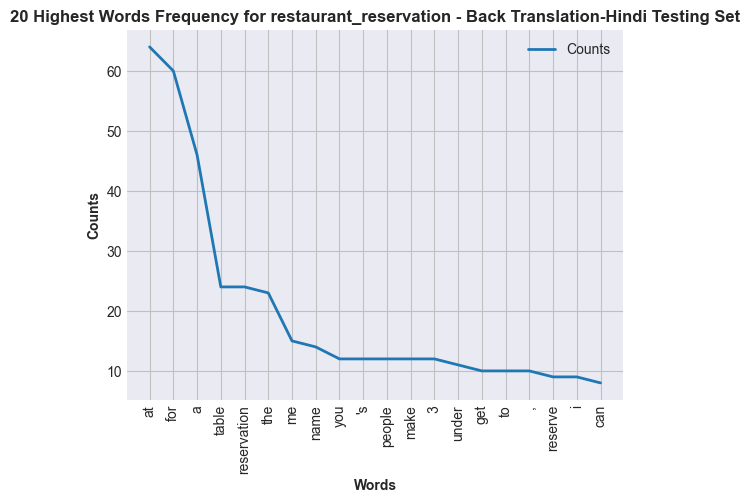 20 Highest Words Frequency for restaurant_reservation - Back Translation-Hindi Testing Set
Counts
60
50
40
30
20
10
Counts
at
for
a
table
reservation
the
me
name
you
's
people
make
3
under
get
to
,
reserve
i
can
Words